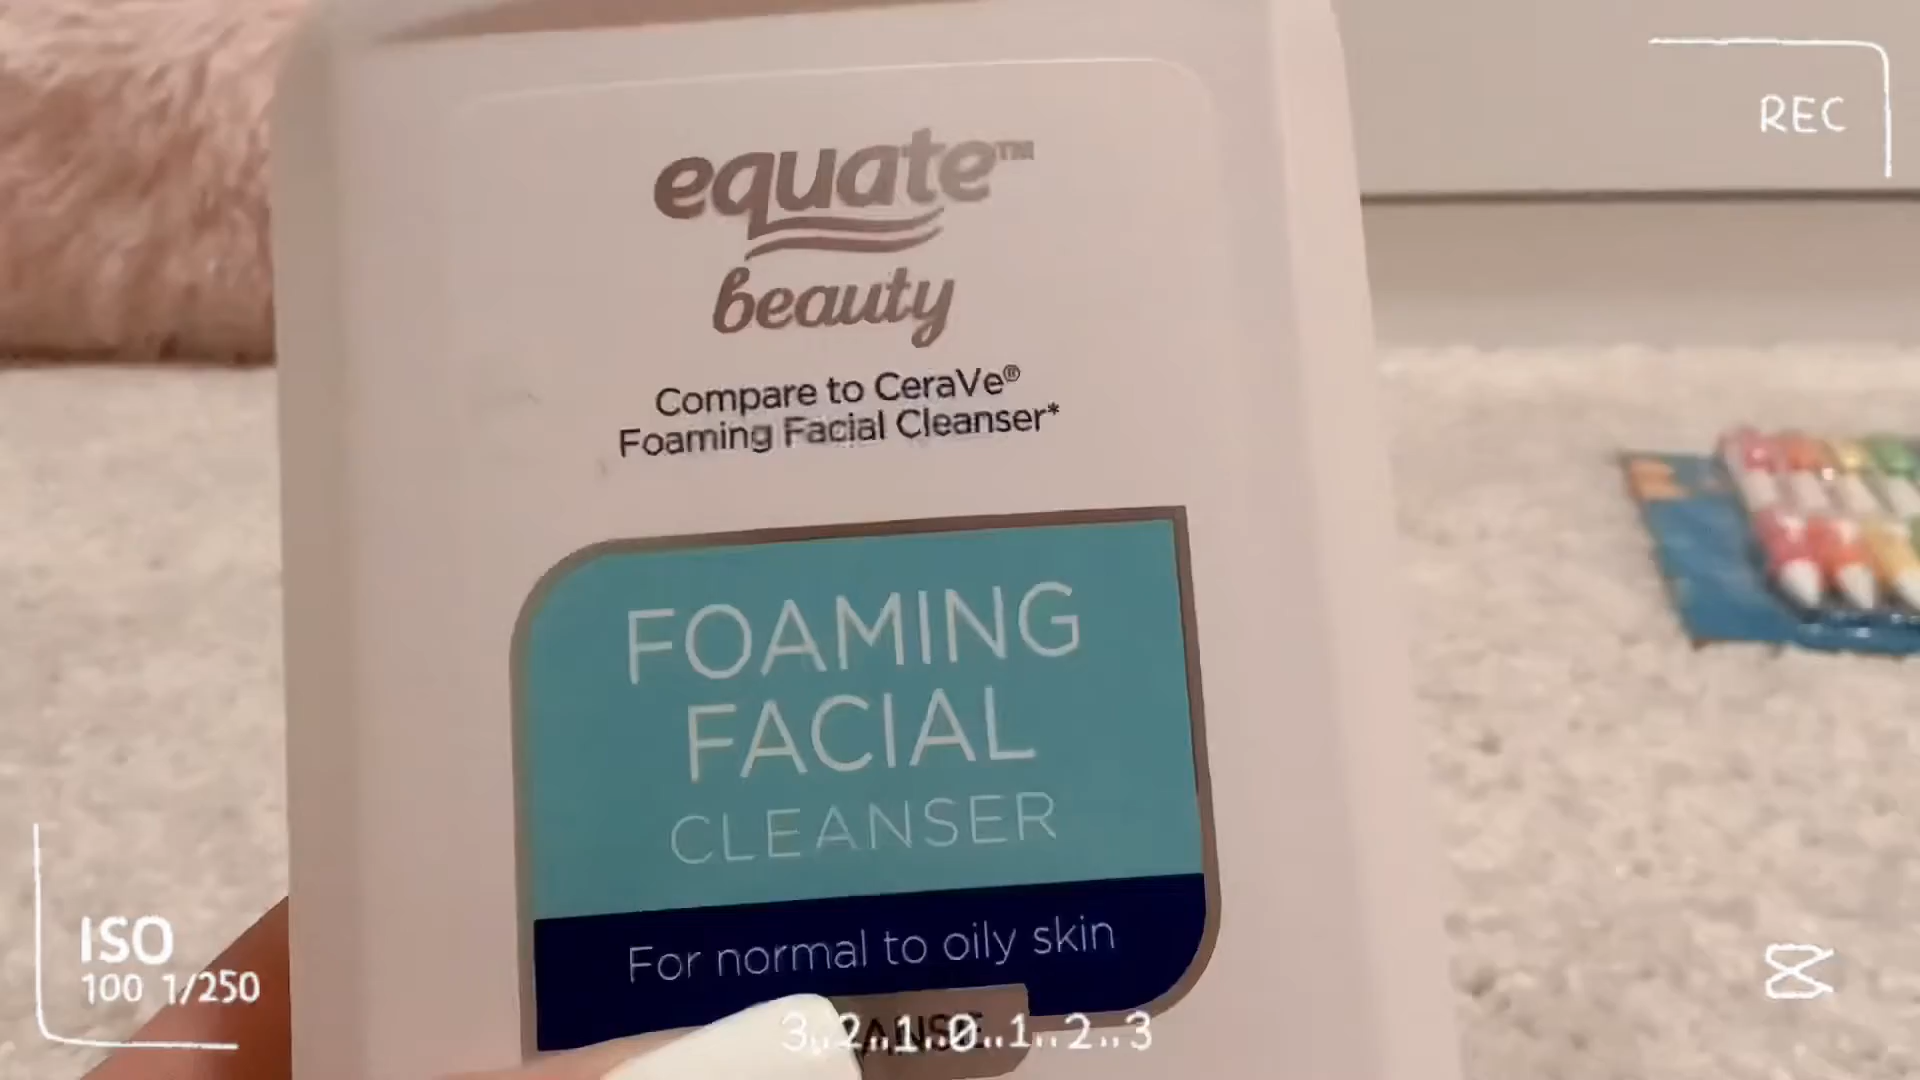 equate™
beauty
Compare to CeraVe®
Foaming Facial Cleanser*
FOAMING
FACIAL
CLEANSER
For normal to oily skin
REC
ISO
100 1/250
3..2..1..0..1..2..3